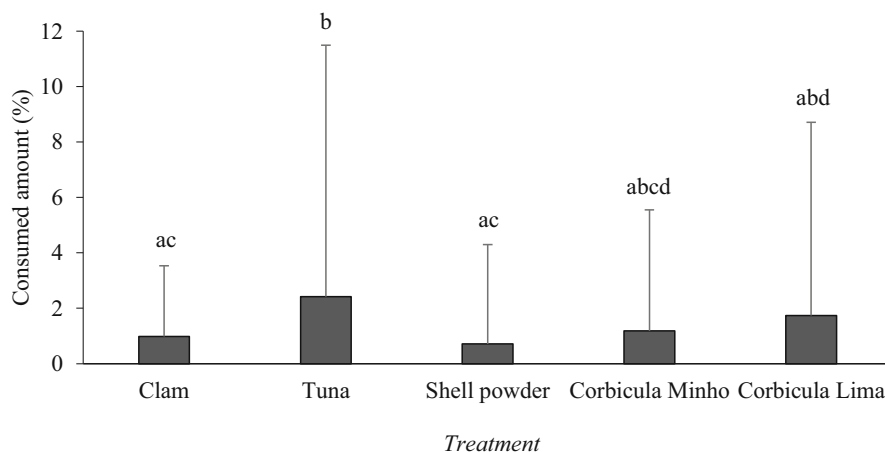 12
10
8
6
4
2
0
Consumed amount (%)
ac
b
ac
abcd
abd
Clam Tuna Shell powder Corbicula Minho Corbicula Lima
Treatment